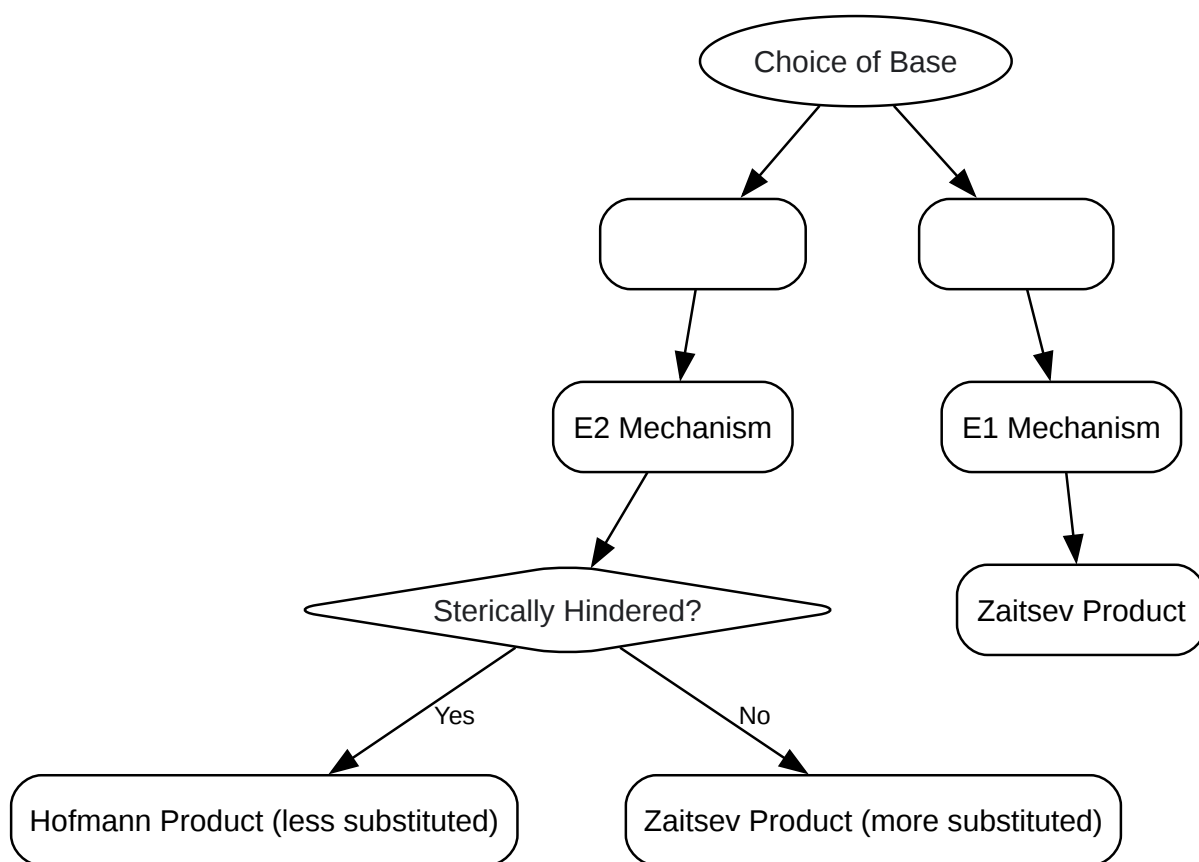 Choice of Base
E2 Mechanism
E1 Mechanism
Sterically Hindered?
Zaitsev Product
Yes
No
Hofmann Product (less substituted)
Zaitsev Product (more substituted)